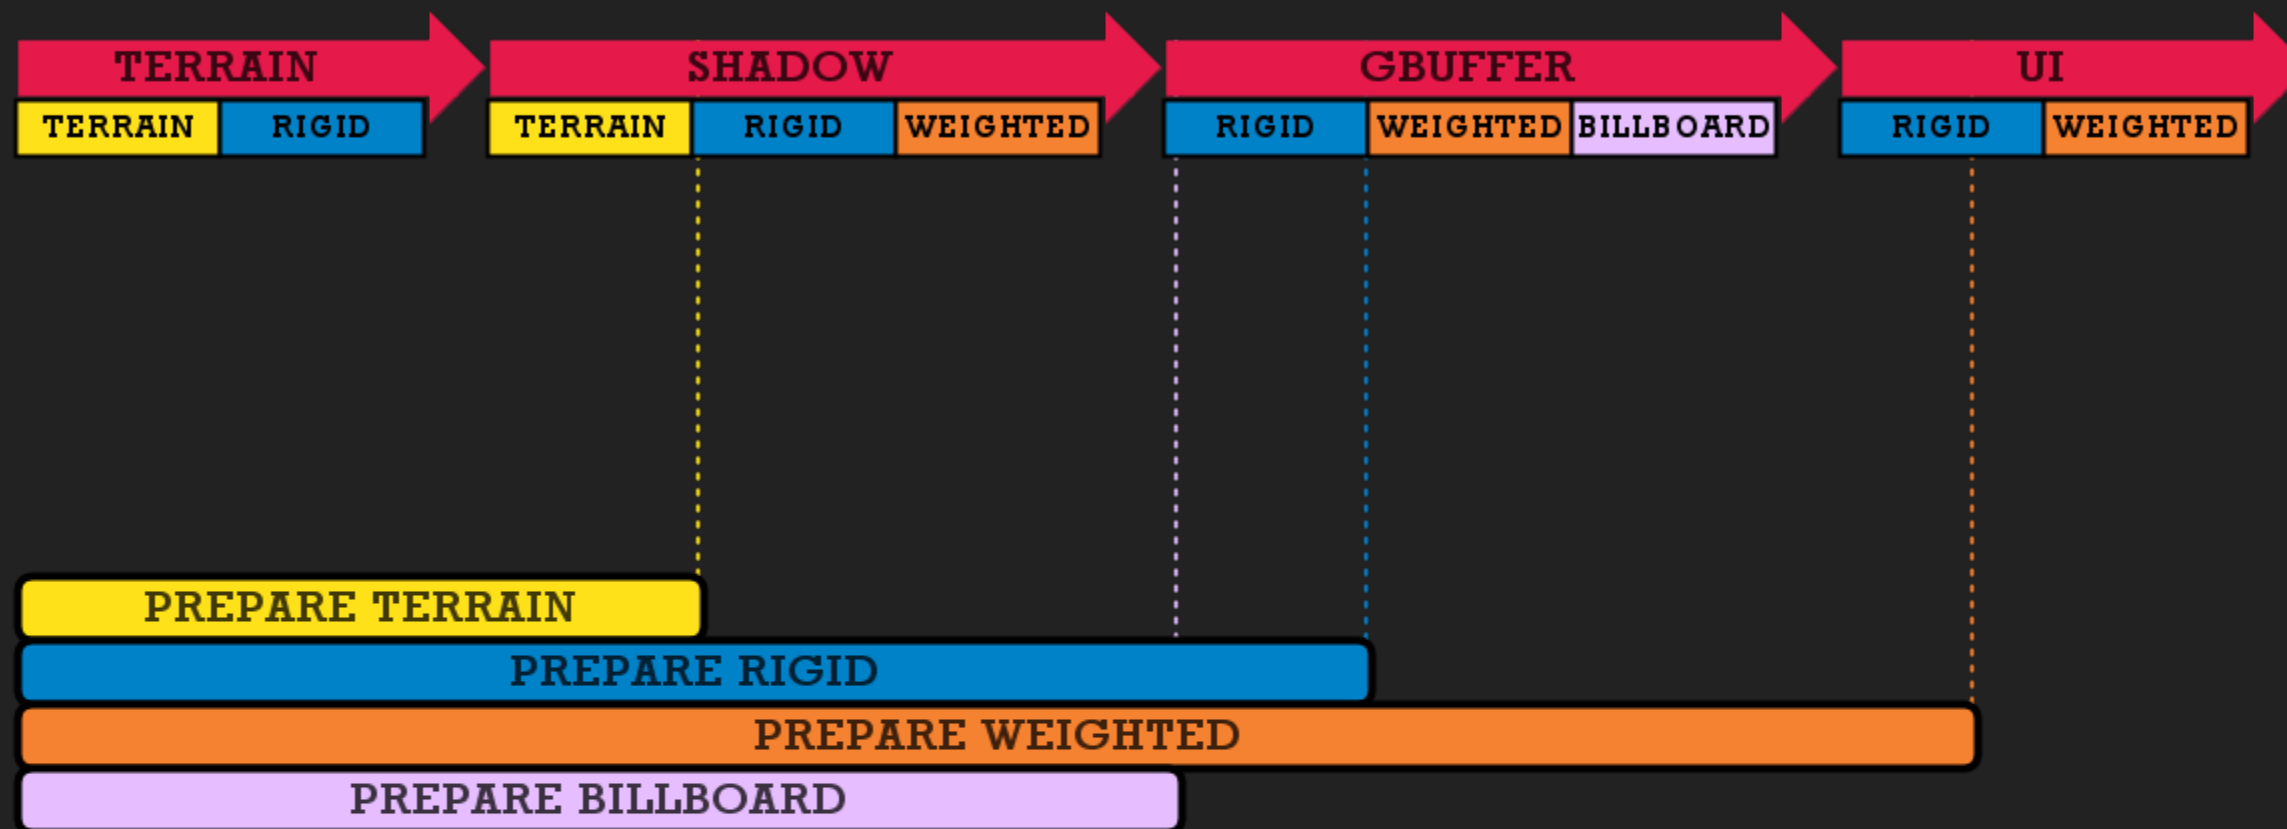 TERRAIN SHADOW GBUFFER UI
TERRAIN RIGID TERRAIN RIGID WEIGHTED RIGID WEIGHTED BILLBOARD RIGID WEIGHTED
PREPARE TERRAIN
PREPARE RIGID
PREPARE WEIGHTED
PREPARE BILLBOARD